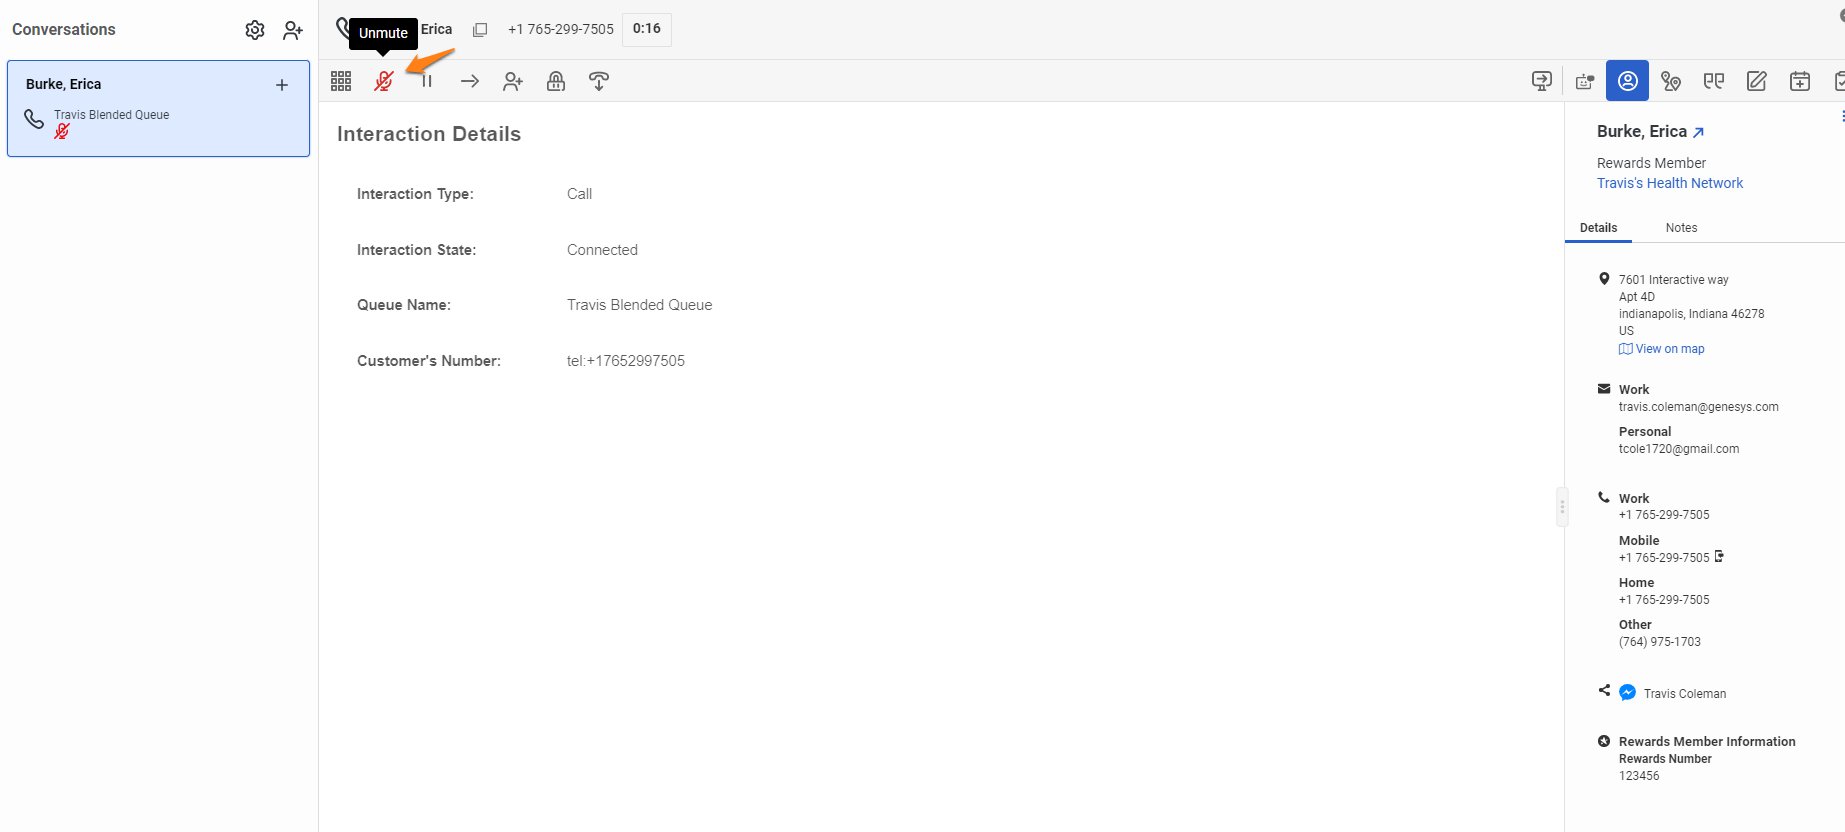 Conversations
Burke, Erica
Travis Blended Queue
Unmute
Erica
+1 765-299-7505
0:16
Interaction Details
Interaction Type: Call
Interaction State: Connected
Queue Name: Travis Blended Queue
Customer's Number: tel:+17652997505
Burke, Erica
Rewards Member
Travis's Health Network
Details Notes
7601 Interactive way
Apt 4D
indianapolis, Indiana 46278
US
View on map
Work
travis.coleman@genesys.com
Personal
tcole1720@gmail.com
Work
+1 765-299-7505
Mobile
+1 765-299-7505
Home
+1 765-299-7505
Other
(764) 975-1703
Travis Coleman
Rewards Member Information
Rewards Number
123456